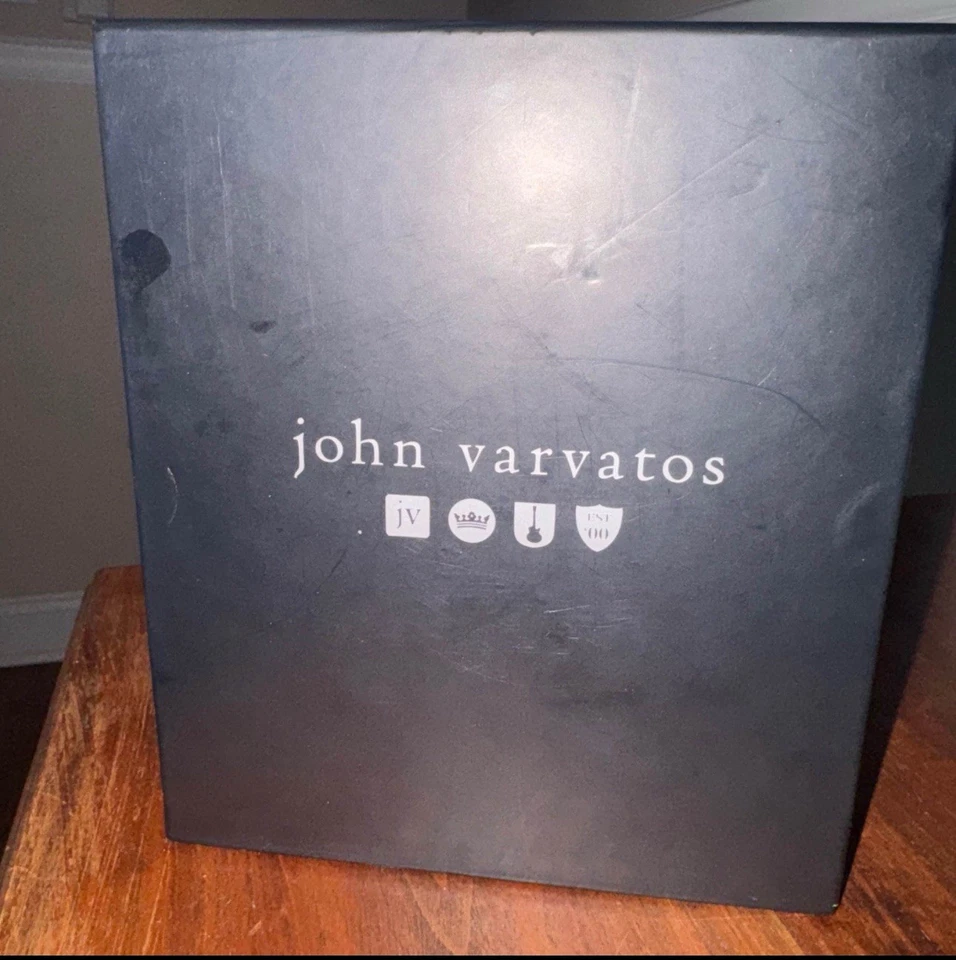 john varvatos
jv
EST
'00